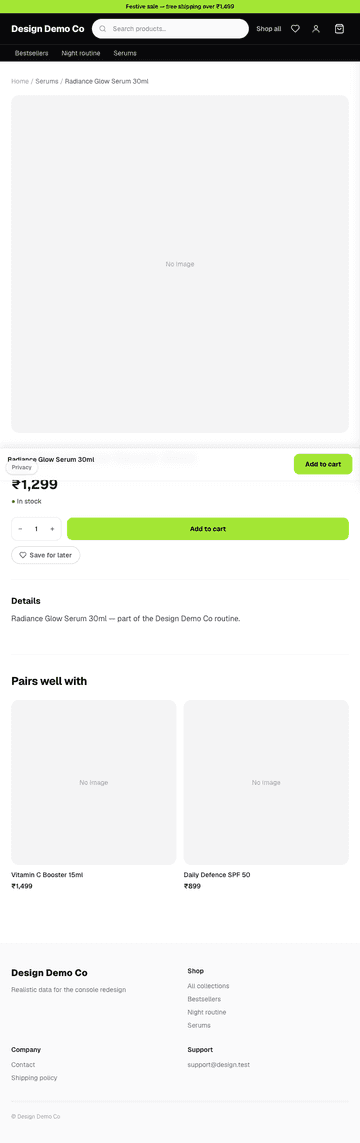 Festive sale — free shipping over ₹1,499
Design Demo Co
Search products...
Shop all
Bestsellers
Night routine
Serums
Home / Serums / Radiance Glow Serum 30ml
No image
Radiance Glow Serum 30ml
Add to cart
Privacy
₹1,299
● In stock
− 1 +
Add to cart
Save for later
Details
Radiance Glow Serum 30ml — part of the Design Demo Co routine.
Pairs well with
No image
No image
Vitamin C Booster 15ml
₹1,499
Daily Defence SPF 50
₹899
Design Demo Co
Realistic data for the console redesign
Shop
All collections
Bestsellers
Night routine
Serums
Company
Contact
Shipping policy
Support
support@design.test
© Design Demo Co